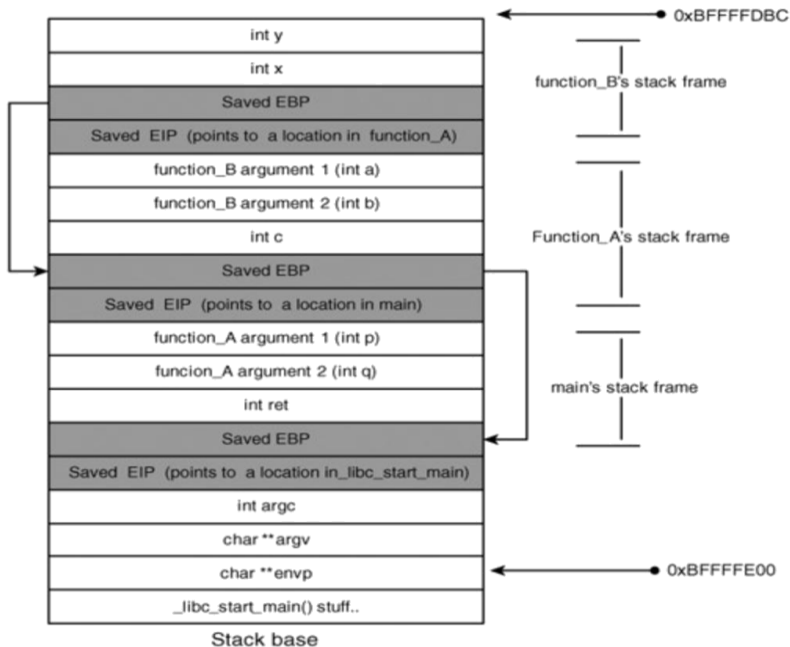 0xBFFFFDBC
int y
int x
function_B's stack frame
Saved EBP
Saved EIP (points to a location in function_A)
function_B argument 1 (int a)
function_B argument 2 (int b)
int c
Function_A's stack frame
Saved EBP
Saved EIP (points to a location in main)
function_A argument 1 (int p)
funcion_A argument 2 (int q)
int ret
main's stack frame
Saved EBP
Saved EIP (points to a location in_libc_start_main)
int argc
char **argv
char **envp
0xBFFFFE00
_libc_start_main() stuff..
Stack base